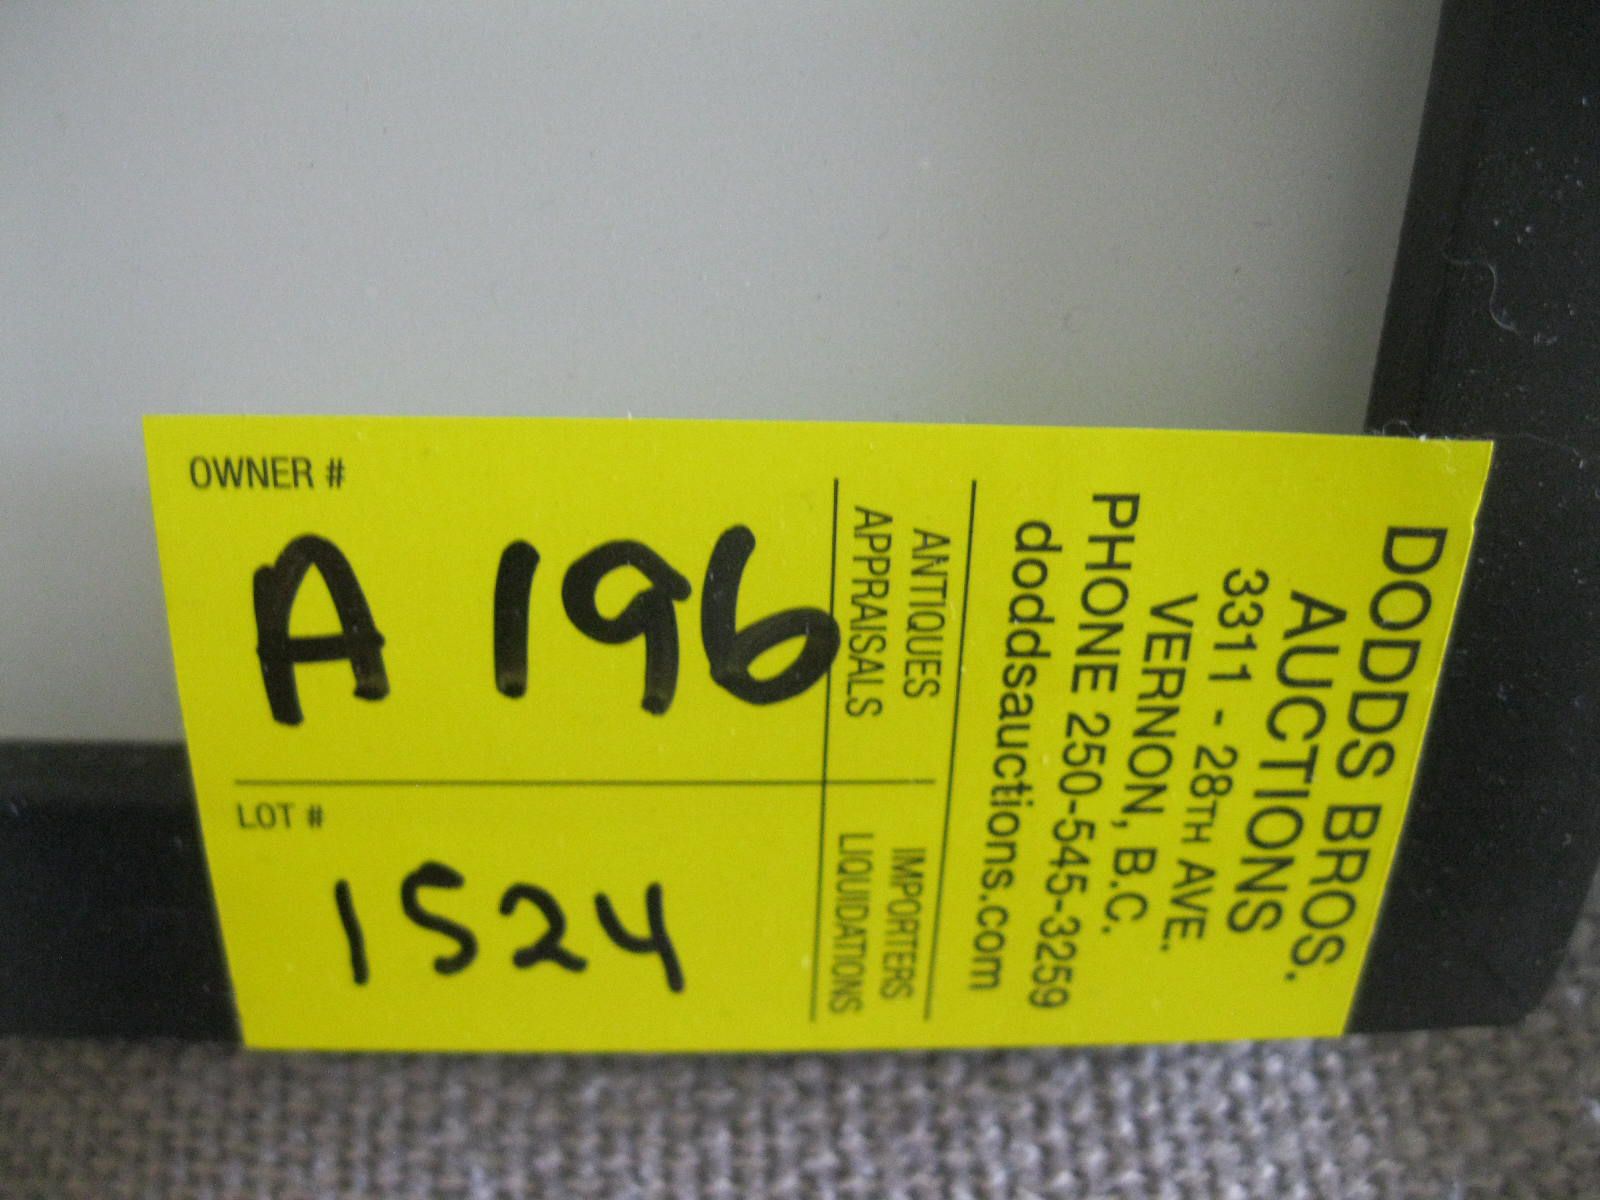 OWNER #
A 196
LOT #
1524
ANTIQUES
APPRAISALS
IMPORTERS
LIQUIDATIONS
DODDS BROS.
AUCTIONS
3311 - 28TH AVE.
VERNON, B.C.
PHONE 250-545-3259
doddsauctions.com